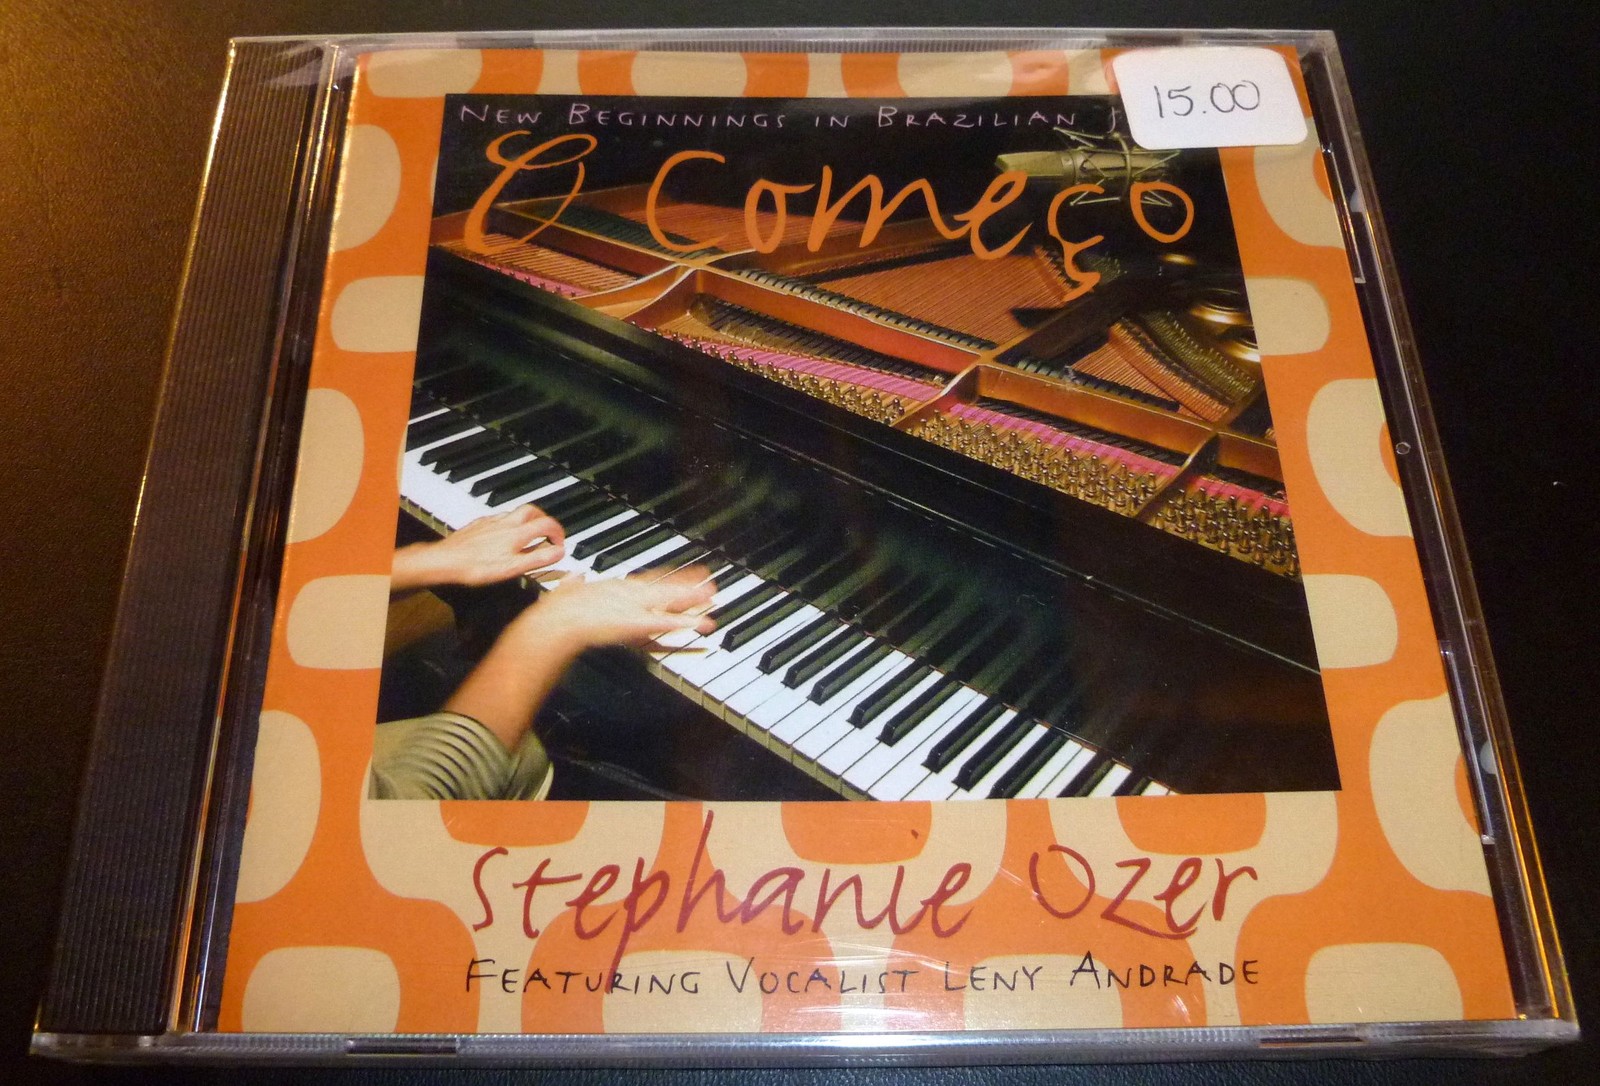 New Beginnings in Brazilian
15.00
O Começo
Stephanie Ozer
Featuring Vocalist Leny Andrade